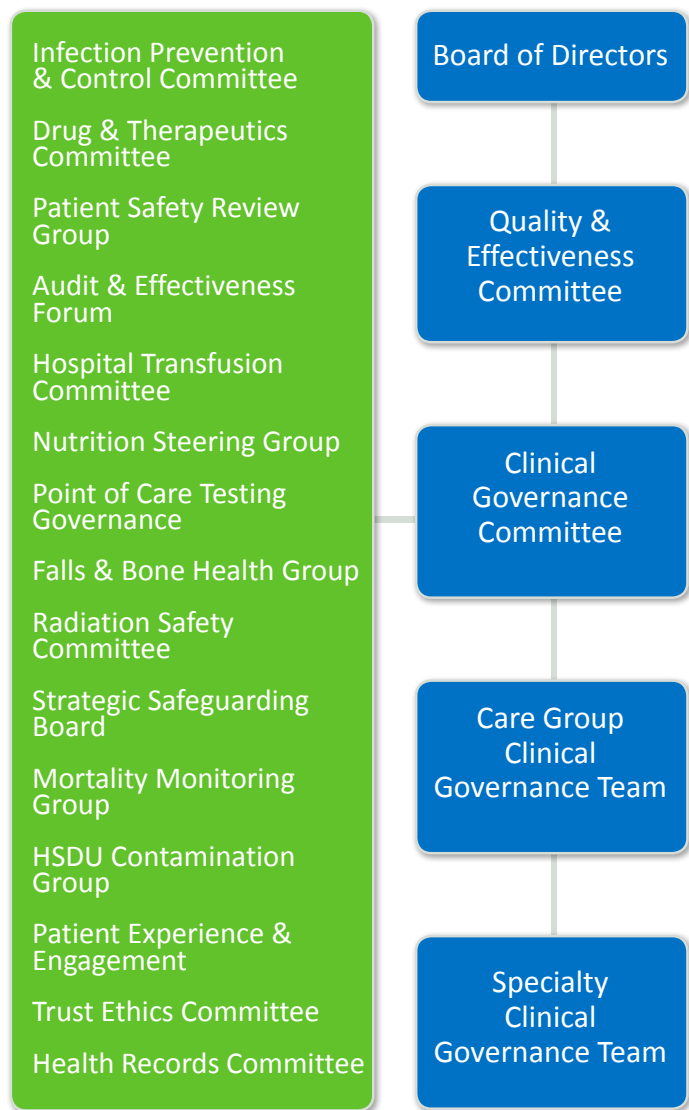 Infection Prevention
& Control Committee
Drug & Therapeutics
Committee
Patient Safety Review
Group
Audit & Effectiveness
Forum
Hospital Transfusion
Committee
Nutrition Steering Group
Point of Care Testing
Governance
Falls & Bone Health Group
Radiation Safety
Committee
Strategic Safeguarding
Board
Mortality Monitoring
Group
HSDU Contamination
Group
Patient Experience &
Engagement
Trust Ethics Committee
Health Records Committee
Board of Directors
Quality &
Effectiveness
Committee
Clinical
Governance
Committee
Care Group
Clinical
Governance Team
Specialty
Clinical
Governance Team